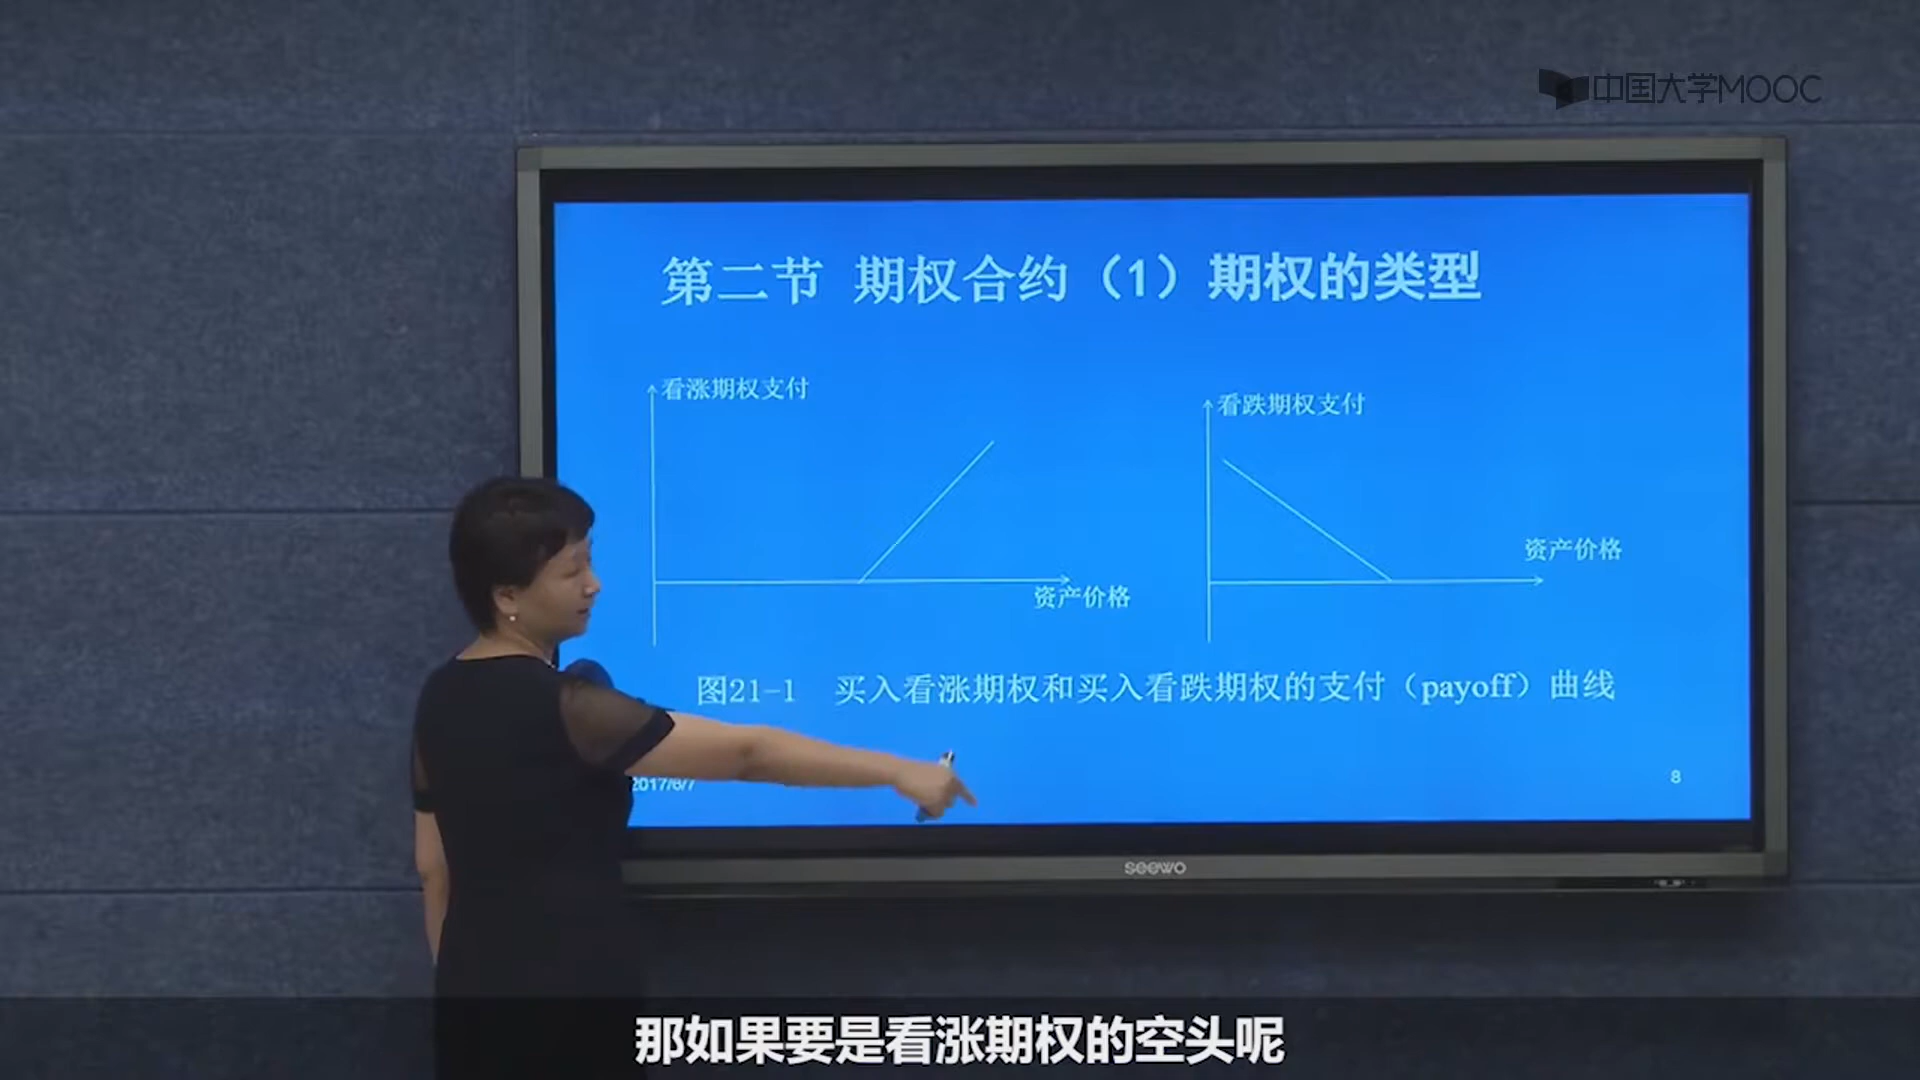 中国大学MOOC
第二节 期权合约（1）期权的类型
看涨期权支付
看跌期权支付
资产价格
资产价格
图21-1 买入看涨期权和买入看跌期权的支付（payoff）曲线
2017/6/7
8
seewo
那如果要是看涨期权的空头呢